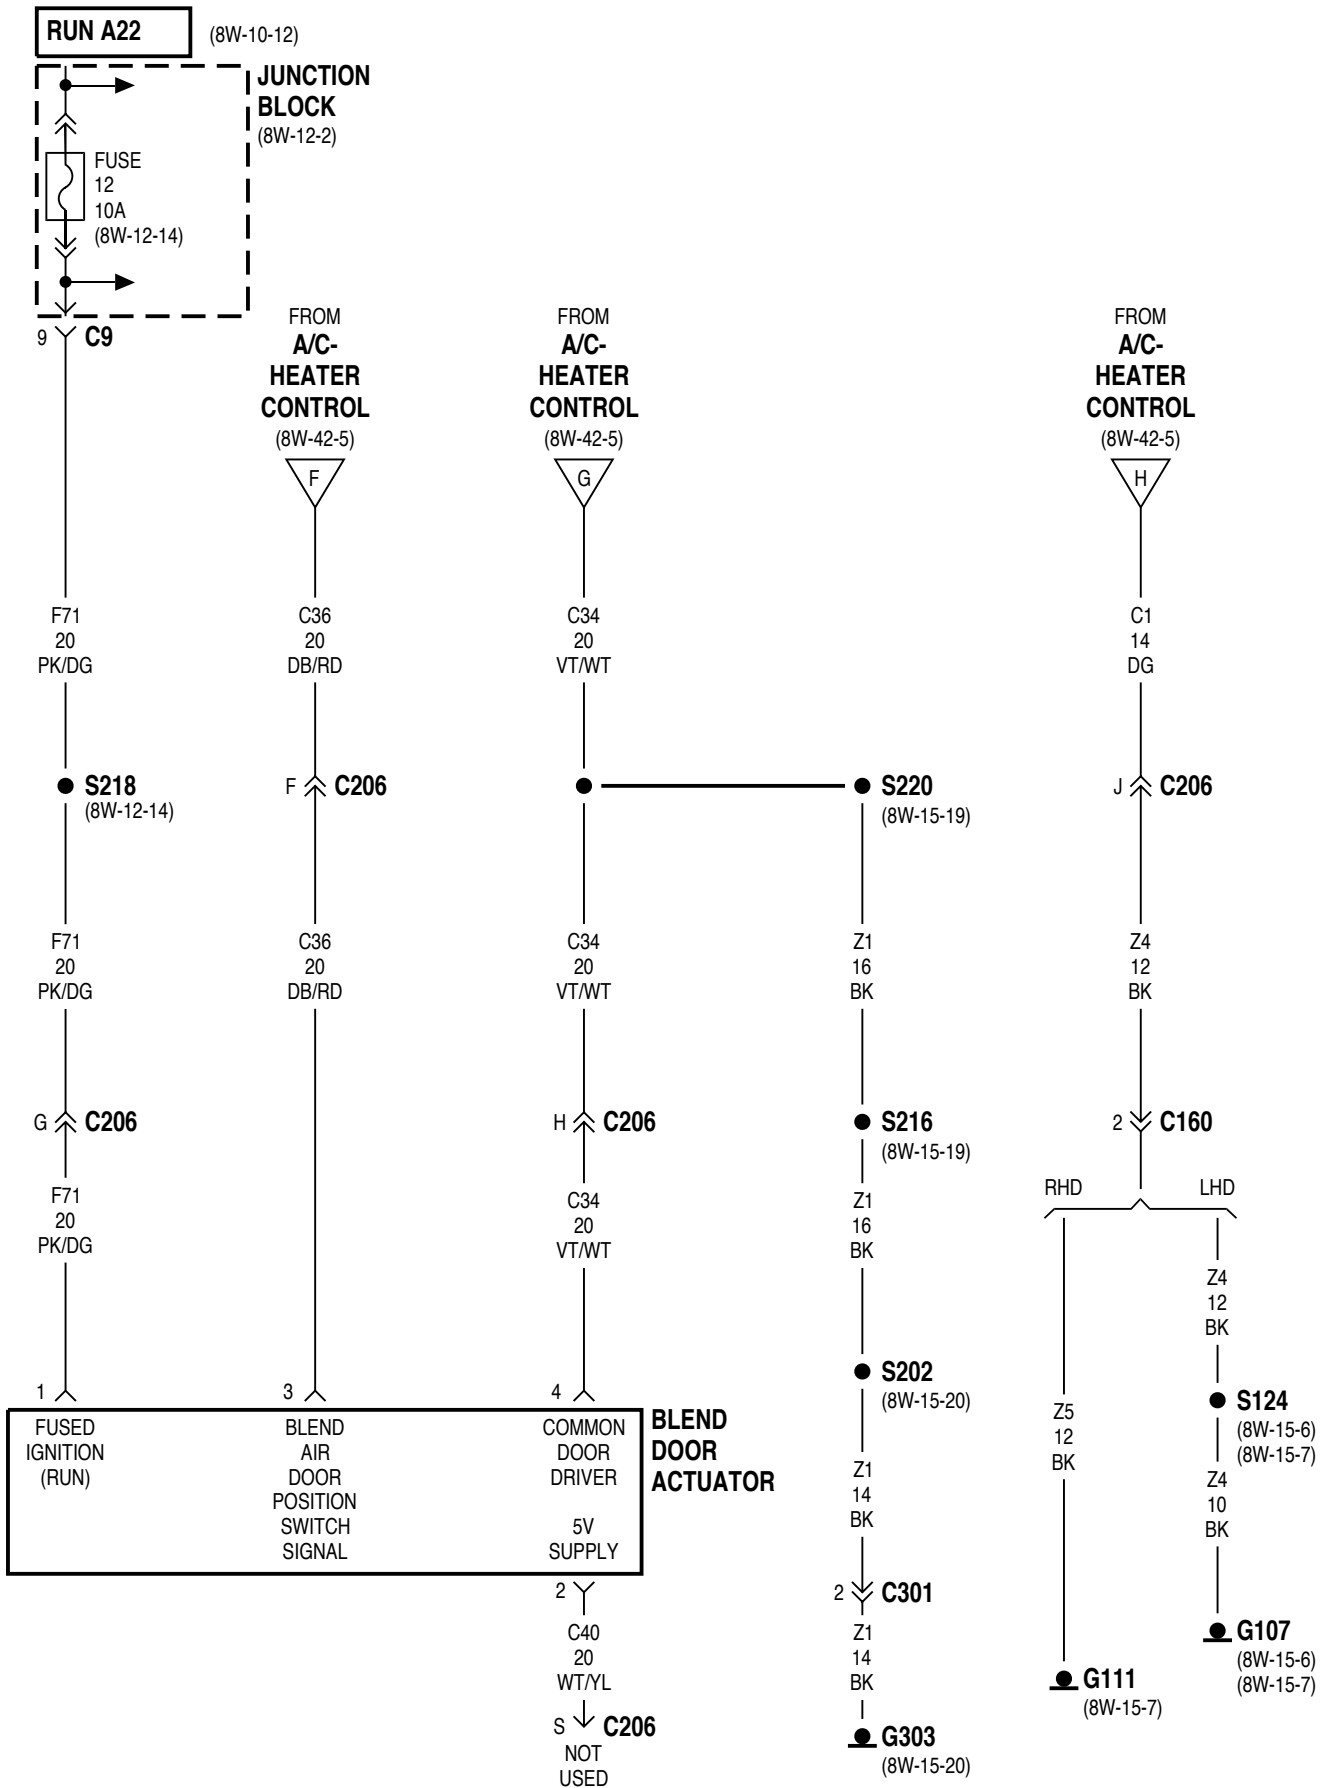 RUN A22
(8W-10-12)
JUNCTION
BLOCK
(8W-12-2)
FUSE
12
10A
(8W-12-14)
9
C9
FROM
A/C-
HEATER
CONTROL
(8W-42-5)
F
FROM
A/C-
HEATER
CONTROL
(8W-42-5)
G
FROM
A/C-
HEATER
CONTROL
(8W-42-5)
H
F71
20
PK/DG
C36
20
DB/RD
C34
20
VT/WT
C1
14
DG
S218
(8W-12-14)
F
C206
S220
(8W-15-19)
J
C206
F71
20
PK/DG
C36
20
DB/RD
C34
20
VT/WT
Z1
16
BK
Z4
12
BK
G
C206
H
C206
S216
(8W-15-19)
2
C160
RHD
LHD
F71
20
PK/DG
C34
20
VT/WT
Z1
16
BK
Z4
12
BK
S202
(8W-15-20)
S124
(8W-15-6)
(8W-15-7)
1
3
4
FUSED
IGNITION
(RUN)
BLEND
AIR
DOOR
POSITION
SWITCH
SIGNAL
COMMON
DOOR
DRIVER
5V
SUPPLY
BLEND
DOOR
ACTUATOR
Z1
14
BK
Z5
12
BK
Z4
10
BK
2
C40
20
WT/YL
S
C206
NOT
USED
2
C301
Z1
14
BK
G303
(8W-15-20)
G111
(8W-15-7)
G107
(8W-15-6)
(8W-15-7)